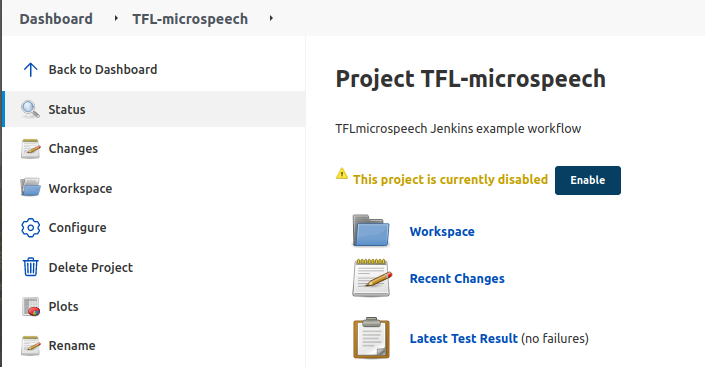 Dashboard TFL-microspeech
Back to Dashboard
Status
Changes
Workspace
Configure
Delete Project
Plots
Rename
Project TFL-microspeech
TFLmicrospeech Jenkins example workflow
This project is currently disabled Enable
Workspace
Recent Changes
Latest Test Result (no failures)